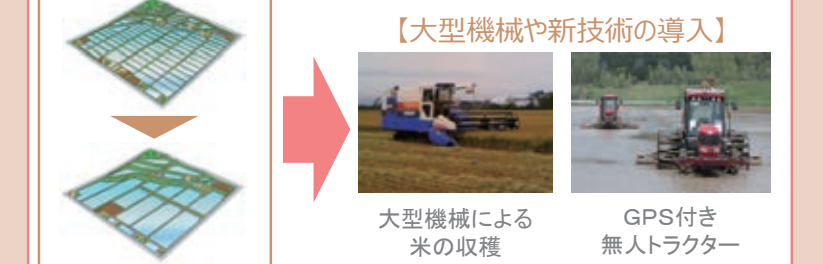 【大型機械や新技術の導入】
大型機械による
米の収穫
GPS付き
無人トラクター